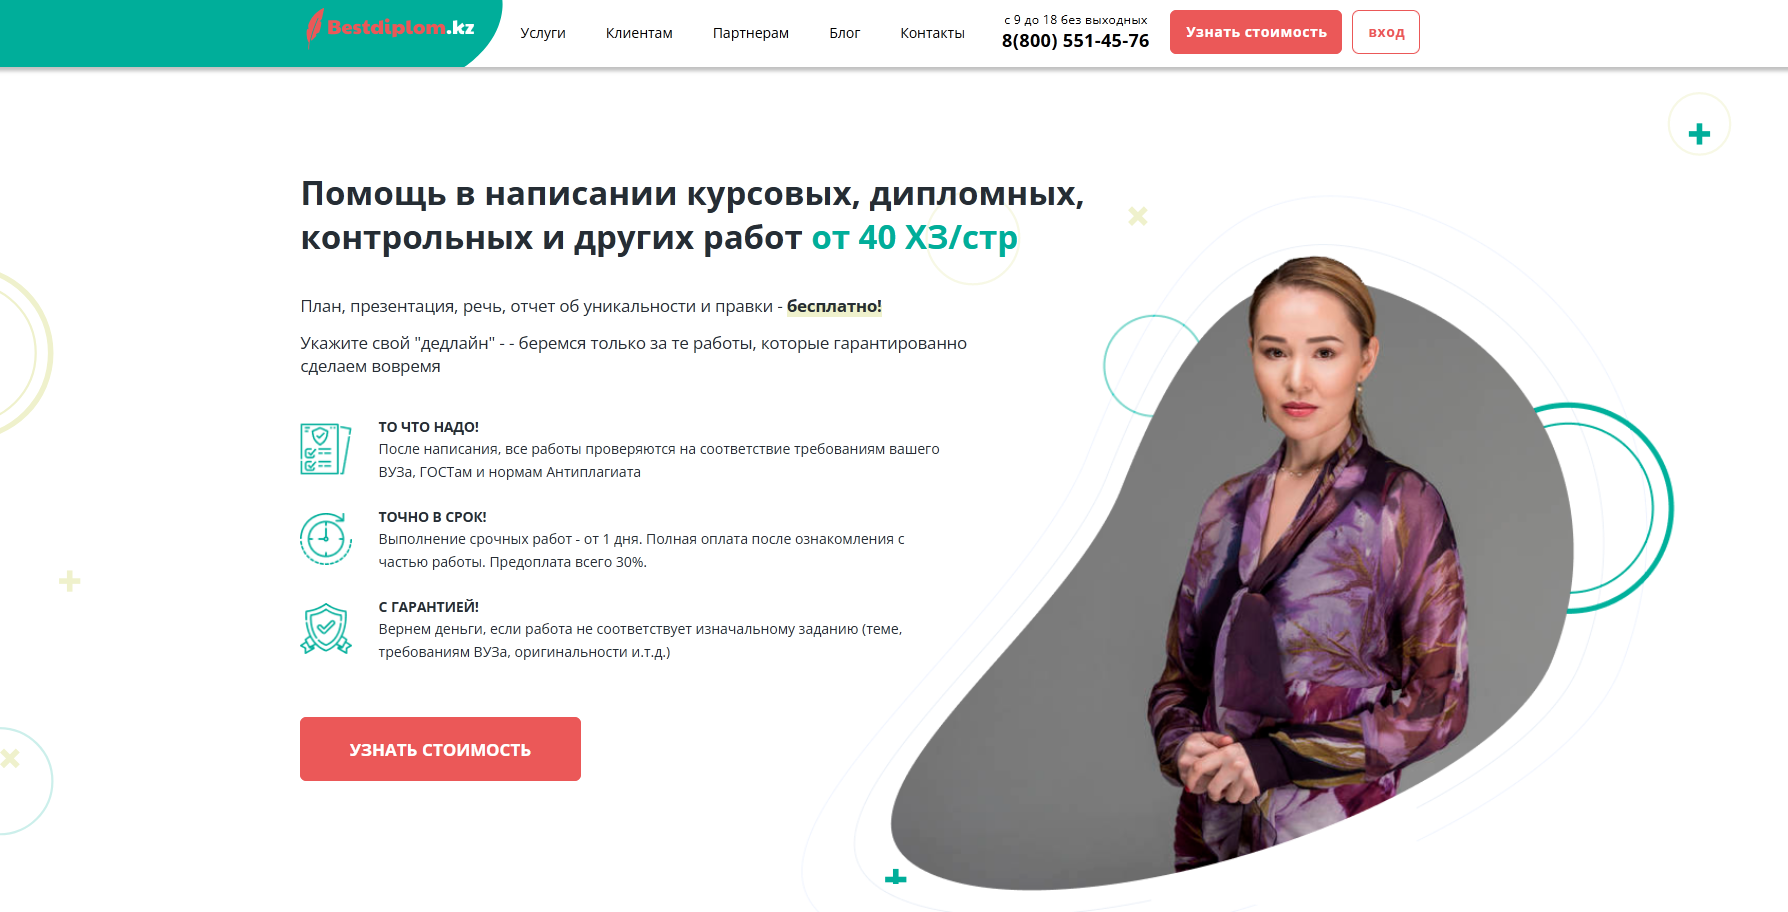 Bestdiplom.kz
Услуги
Клиентам
Партнерам
Блог
Контакты
с 9 до 18 без выходных
8(800) 551-45-76
Узнать стоимость
вход
Помощь в написании курсовых, дипломных,
контрольных и других работ от 40 ХЗ/стр
План, презентация, речь, отчет об уникальности и правки - бесплатно!
Укажите свой "дедлайн" - - беремся только за те работы, которые гарантированно
сделаем вовремя
ТО ЧТО НАДО!
После написания, все работы проверяются на соответствие требованиям вашего
ВУЗа, ГОСТам и нормам Антиплагиата
ТОЧНО В СРОК!
Выполнение срочных работ - от 1 дня. Полная оплата после ознакомления с
частью работы. Предоплата всего 30%.
С ГАРАНТИЕЙ!
Вернем деньги, если работа не соответствует изначальному заданию (теме,
требованиям ВУЗа, оригинальности и.т.д.)
УЗНАТЬ СТОИМОСТЬ